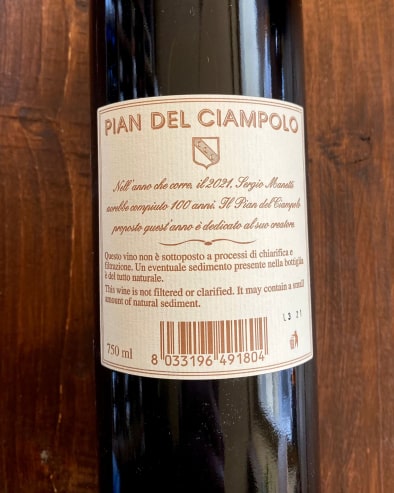 PIAN DEL CIAMPOLO
Nell'anno che corre, il 2021, Sergio Manetti
avrebbe compiuto 100 anni. Il Pian del Ciampolo
proposto quest'anno è dedicato al suo creatore.
Questo vino non è sottoposto a processi di chiarifica e
filtrazione. Un eventuale sedimento presente nella bottiglia
è del tutto naturale.
This wine is not filtered or clarified. It may contain a small
amount of natural sediment.
L3 21
750 ml
8 033196 491804